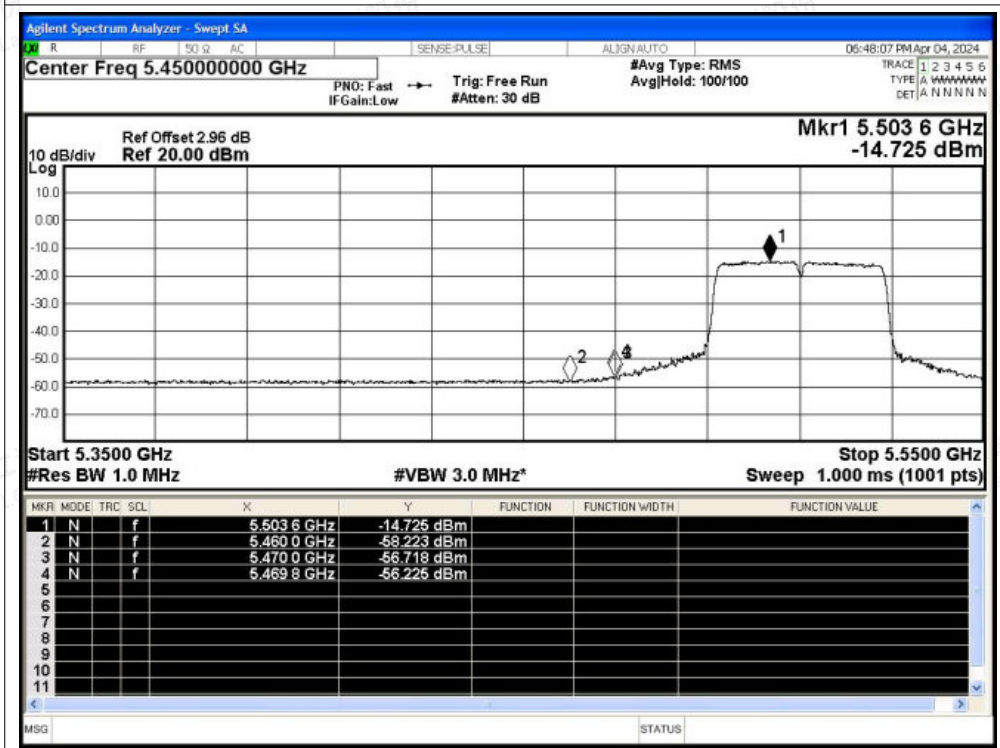 Agilent Spectrum Analyzer - Swept SA
LXI R RF 50 Ω AC SENSE:PULSE ALIGN AUTO 06:48:07 PM Apr 04, 2024
Center Freq 5.450000000 GHz
#Avg Type: RMS
TRACE 1 2 3 4 5 6
PNO: Fast Trig: Free Run Avg|Hold: 100/100
TYPE A WWWWW
IFGain:Low #Atten: 30 dB
DET A N N N N N
Mkr1 5.503 6 GHz
-14.725 dBm
Ref Offset 2.96 dB
10 dB/div Ref 20.00 dBm
Log
10.0
0.00
-10.0
-20.0
-30.0
-40.0
-50.0
-60.0
-70.0
1
2
Start 5.3500 GHz Stop 5.5500 GHz
#Res BW 1.0 MHz #VBW 3.0 MHz* Sweep 1.000 ms (1001 pts)
MKR MODE TRC SCL X Y FUNCTION FUNCTION WIDTH FUNCTION VALUE
1 N f 5.503 6 GHz -14.725 dBm
2 N f 5.460 0 GHz -58.223 dBm
3 N f 5.470 0 GHz -56.718 dBm
4 N f 5.469 8 GHz -56.225 dBm
5
6
7
8
9
10
11
MSG STATUS